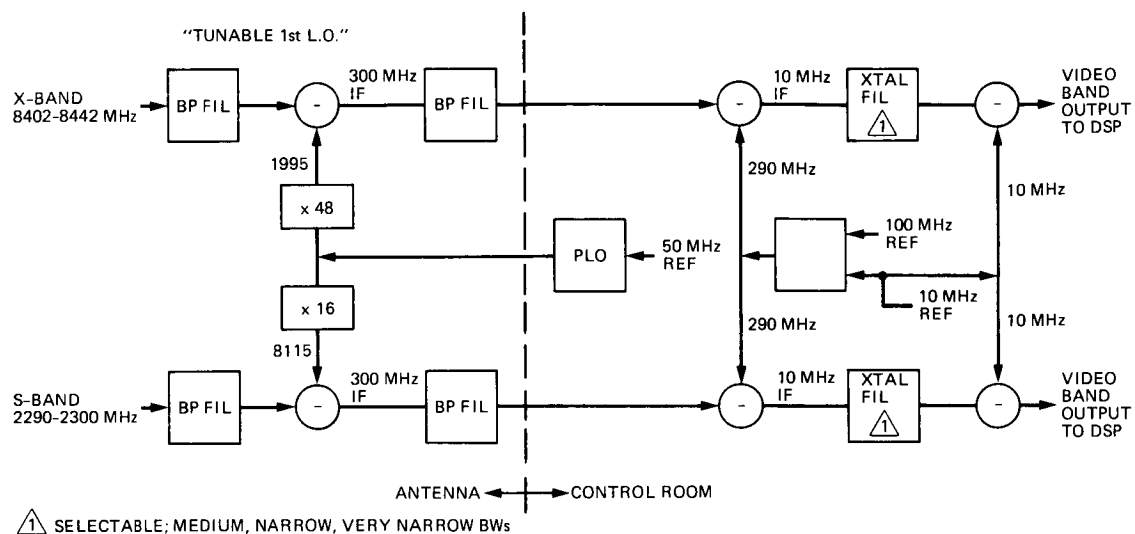 "TUNABLE 1st L.O."
X-BAND
8402-8442 MHz
BP FIL
-
300 MHz
IF
BP FIL
-
10 MHz
IF
XTAL
FIL
1
-
VIDEO
BAND
OUTPUT
TO DSP
1995
x 48
290 MHz
10 MHz
PLO
50 MHz
REF
100 MHz
REF
10 MHz
REF
x 16
8115
290 MHz
10 MHz
S-BAND
2290-2300 MHz
BP FIL
-
300 MHz
IF
BP FIL
-
10 MHz
IF
XTAL
FIL
1
-
VIDEO
BAND
OUTPUT
TO DSP
ANTENNA
CONTROL ROOM
1 SELECTABLE; MEDIUM, NARROW, VERY NARROW BWs